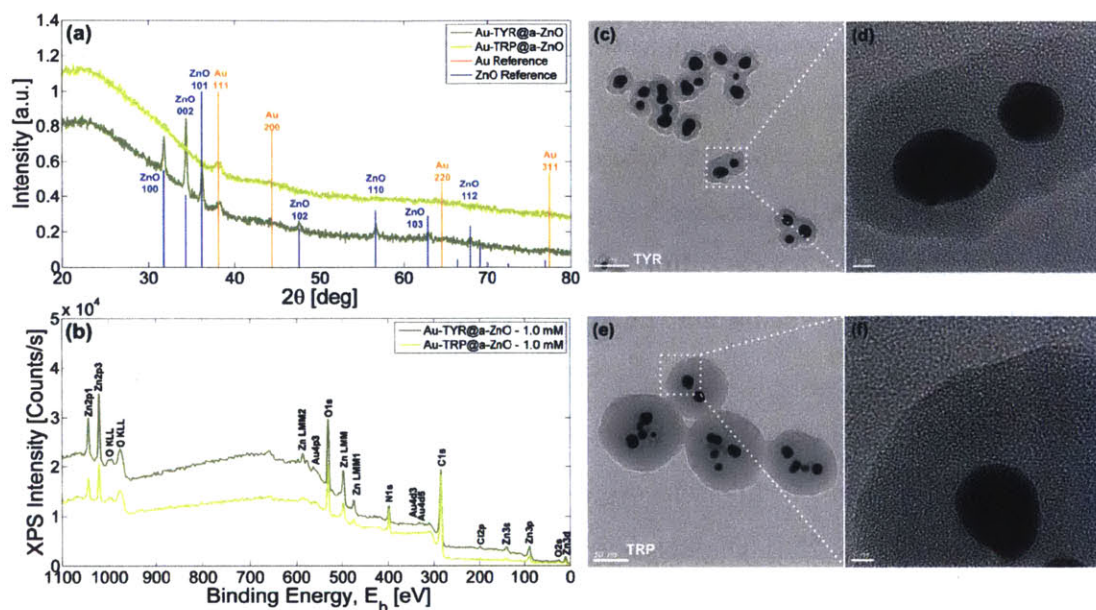 (a)
Au-TYR@a-ZnO
Au-TRP@a-ZnO
Au Reference
ZnO Reference
ZnO
100
ZnO
002
ZnO
101
Au
111
Au
200
ZnO
102
ZnO
110
ZnO
103
Au
220
ZnO
112
Au
311
Intensity [a.u.]
1.4
1.2
1
0.8
0.6
0.4
0.2
0
20 30 40 50 60 70 80
2θ [deg]
(b)
Au-TYR@a-ZnO - 1.0 mM
Au-TRP@a-ZnO - 1.0 mM
XPS Intensity [Counts/s]
x 10⁴
5
4
3
2
1
0
Zn2p1
Zn2p3
O KLL
O KLL
Zn LMM2
Au4p3
O1s
Zn LMM
Zn LMM1
N1s
Au4d3
Au4d5
C1s
Cl2p
Zn3s
Zn3p
O2s
Zn3d
1100 1000 900 800 700 600 500 400 300 200 100 0
Binding Energy, E_b [eV]
(c)
TYR
(d)
(e)
50 nm
TRP
(f)